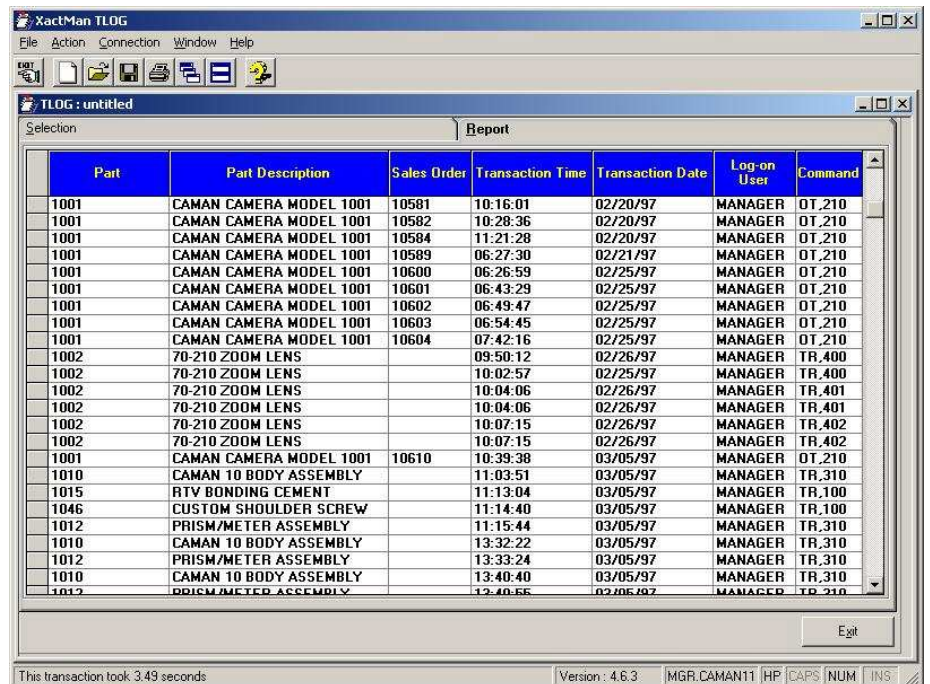 XactMan TLOG
File Action Connection Window Help
EXIT
TLOG : untitled
Selection Report
Part Part Description Sales Order Transaction Time Transaction Date Log-on User Command
1001 CAMAN CAMERA MODEL 1001 10581 10:16:01 02/20/97 MANAGER OT,210
1001 CAMAN CAMERA MODEL 1001 10582 10:28:36 02/20/97 MANAGER OT,210
1001 CAMAN CAMERA MODEL 1001 10584 11:21:28 02/20/97 MANAGER OT,210
1001 CAMAN CAMERA MODEL 1001 10589 06:27:30 02/21/97 MANAGER OT,210
1001 CAMAN CAMERA MODEL 1001 10600 06:26:59 02/25/97 MANAGER OT,210
1001 CAMAN CAMERA MODEL 1001 10601 06:43:29 02/25/97 MANAGER OT,210
1001 CAMAN CAMERA MODEL 1001 10602 06:49:47 02/25/97 MANAGER OT,210
1001 CAMAN CAMERA MODEL 1001 10603 06:54:45 02/25/97 MANAGER OT,210
1001 CAMAN CAMERA MODEL 1001 10604 07:42:16 02/25/97 MANAGER OT,210
1002 70-210 ZOOM LENS 09:50:12 02/26/97 MANAGER TR,400
1002 70-210 ZOOM LENS 10:02:57 02/25/97 MANAGER TR,400
1002 70-210 ZOOM LENS 10:04:06 02/26/97 MANAGER TR,401
1002 70-210 ZOOM LENS 10:04:06 02/26/97 MANAGER TR,401
1002 70-210 ZOOM LENS 10:07:15 02/26/97 MANAGER TR,402
1002 70-210 ZOOM LENS 10:07:15 02/26/97 MANAGER TR,402
1001 CAMAN CAMERA MODEL 1001 10610 10:39:38 03/05/97 MANAGER OT,210
1010 CAMAN 10 BODY ASSEMBLY 11:03:51 03/05/97 MANAGER TR,310
1015 RTV BONDING CEMENT 11:13:04 03/05/97 MANAGER TR,100
1046 CUSTOM SHOULDER SCREW 11:14:40 03/05/97 MANAGER TR,100
1012 PRISM/METER ASSEMBLY 11:15:44 03/05/97 MANAGER TR,310
1010 CAMAN 10 BODY ASSEMBLY 13:32:22 03/05/97 MANAGER TR,310
1012 PRISM/METER ASSEMBLY 13:33:24 03/05/97 MANAGER TR,310
1010 CAMAN 10 BODY ASSEMBLY 13:40:40 03/05/97 MANAGER TR,310
1012 PRISM/METER ASSEMBLY 13:40:55 03/05/97 MANAGER TR,310
Exit
This transaction took 3.49 seconds Version : 4.6.3 MGR.CAMAN11 HP CAPS NUM INS